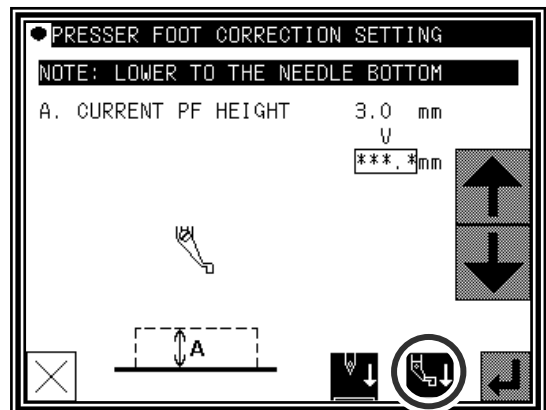 PRESSER FOOT CORRECTION SETTING
NOTE: LOWER TO THE NEEDLE BOTTOM
A. CURRENT PF HEIGHT 3.0 mm
V
***.*mm
A